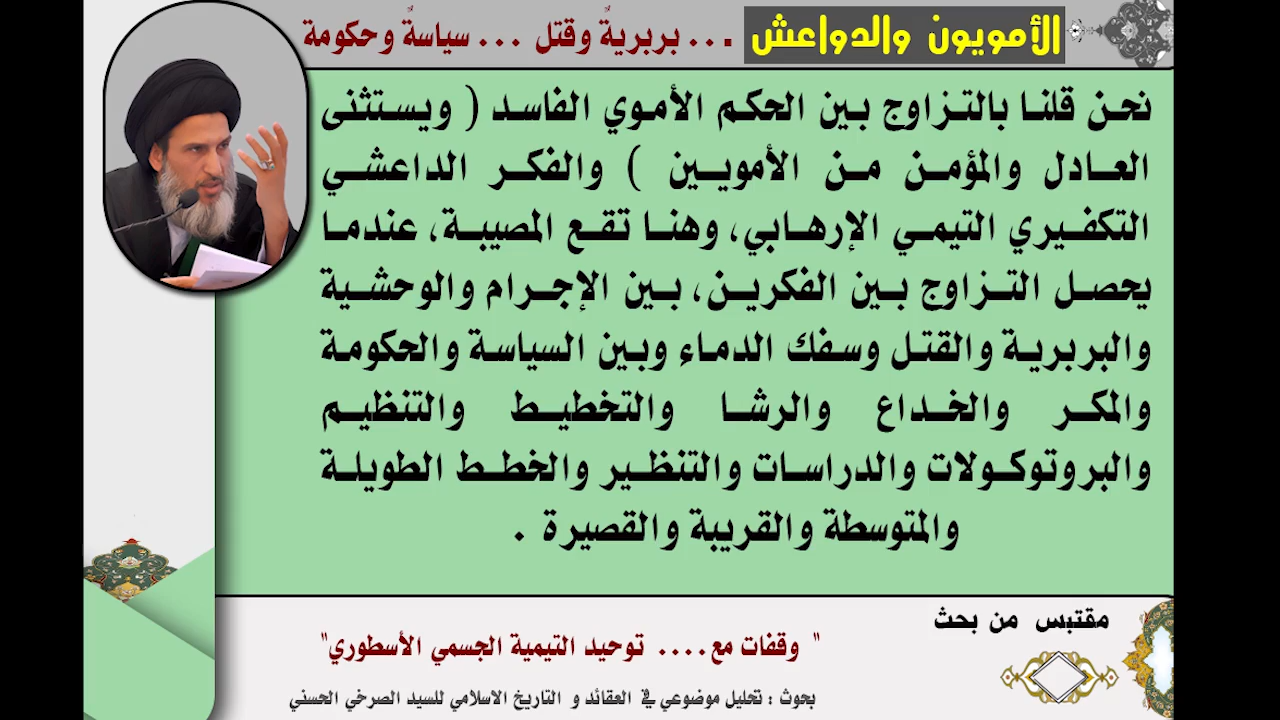 الأمويون والدواعش ... بربريةٌ وقتل ... سياسةٌ وحكومة
نحن قلنا بالتزاوج بين الحكم الأموي الفاسد ( ويستثنى
العادل والمؤمن من الأمويين ) والفكر الداعشي
التكفيري التيمي الإرهابي، وهنا تقع المصيبة، عندما
يحصل التزاوج بين الفكرين، بين الإجرام والوحشية
والبربرية والقتل وسفك الدماء وبين السياسة والحكومة
والمكر والخداع والرشا والتخطيط والتنظيم
والبروتوكولات والدراسات والتنظير والخطط الطويلة
والمتوسطة والقريبة والقصيرة .
مقتبس من بحث
" وقفات مع.... توحيد التيمية الجسمي الأسطوري"
بحوث : تحليل موضوعي في العقائد و التاريخ الاسلامي للسيد الصرخي الحسني